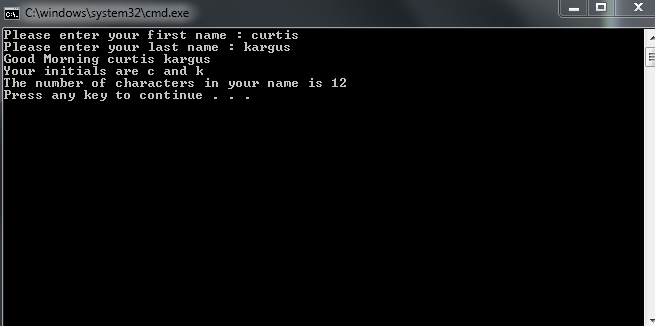 C:\windows\system32\cmd.exe
Please enter your first name : curtis
Please enter your last name : kargus
Good Morning curtis kargus
Your initials are c and k
The number of characters in your name is 12
Press any key to continue . . .